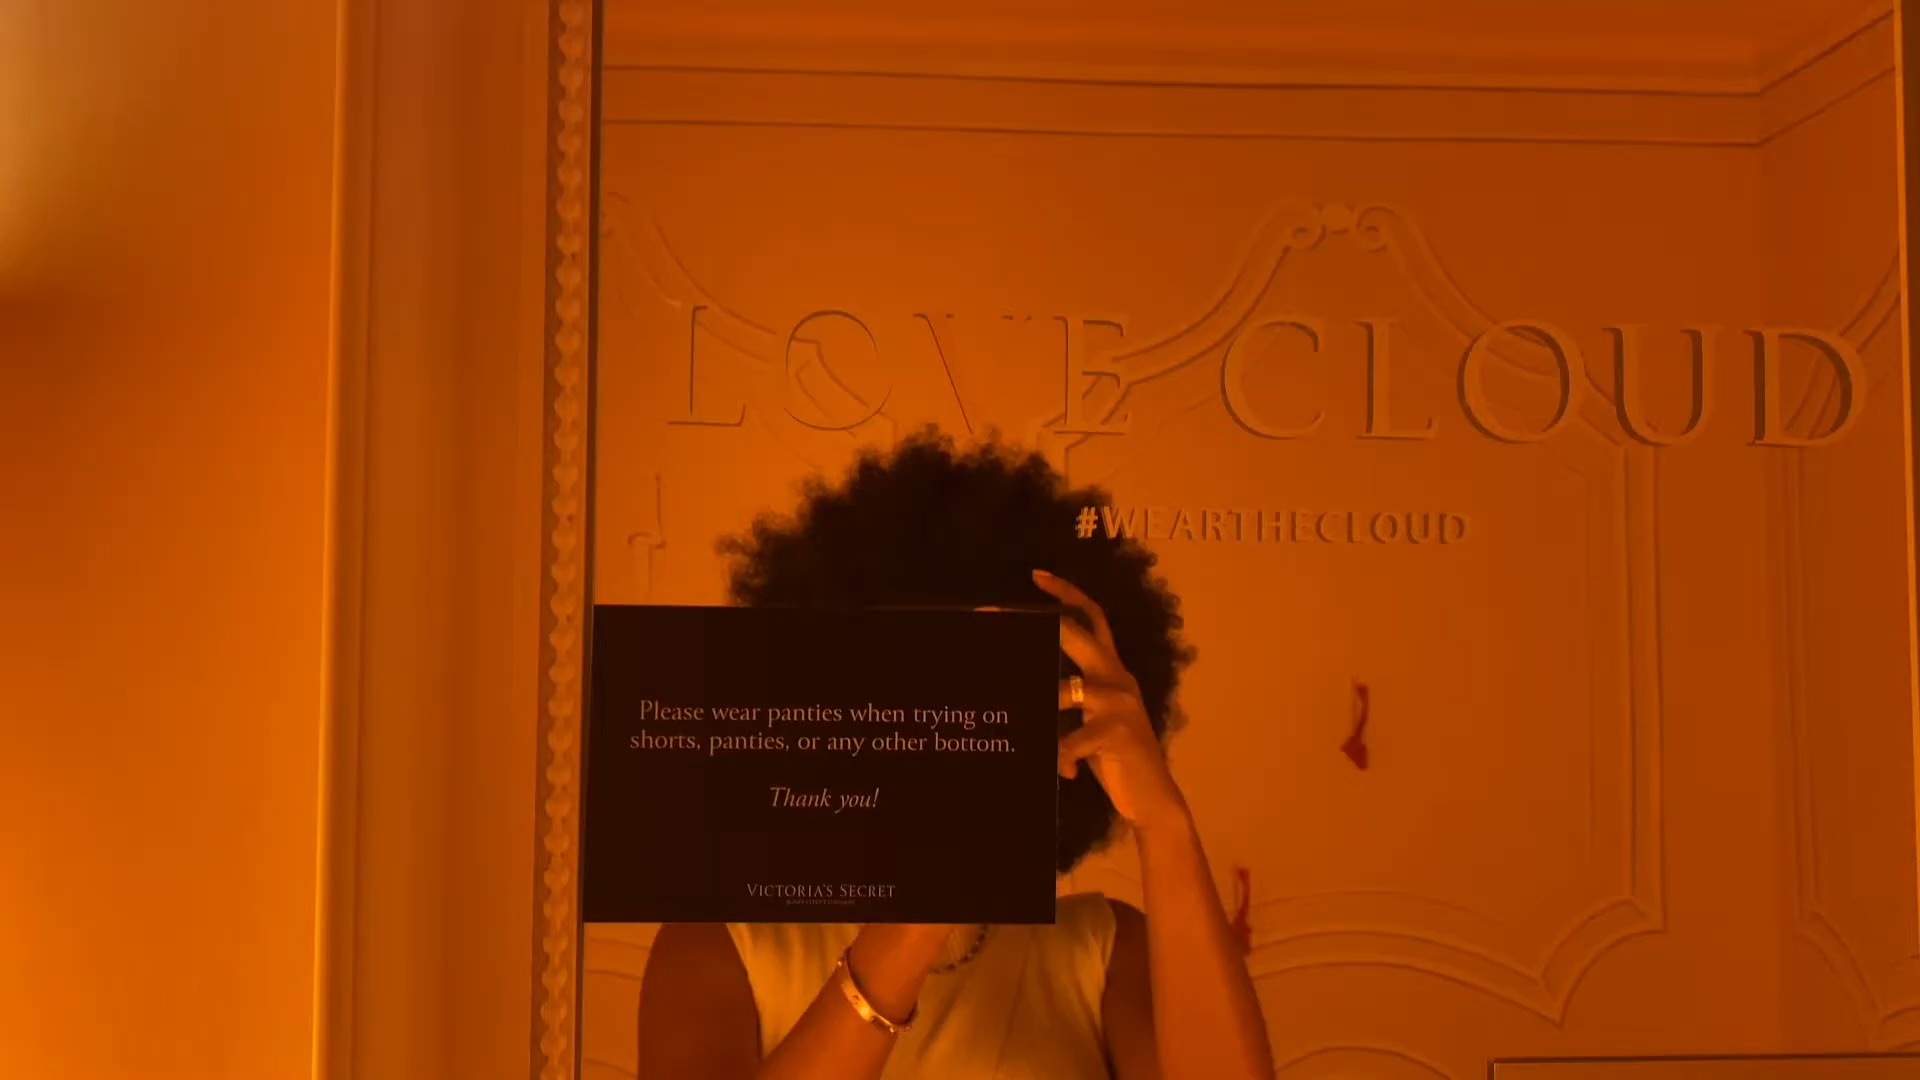 LOVE CLOUD
#WEARTHECLOUD
Please wear panties when trying on
shorts, panties, or any other bottom.
Thank you!
VICTORIA'S SECRET